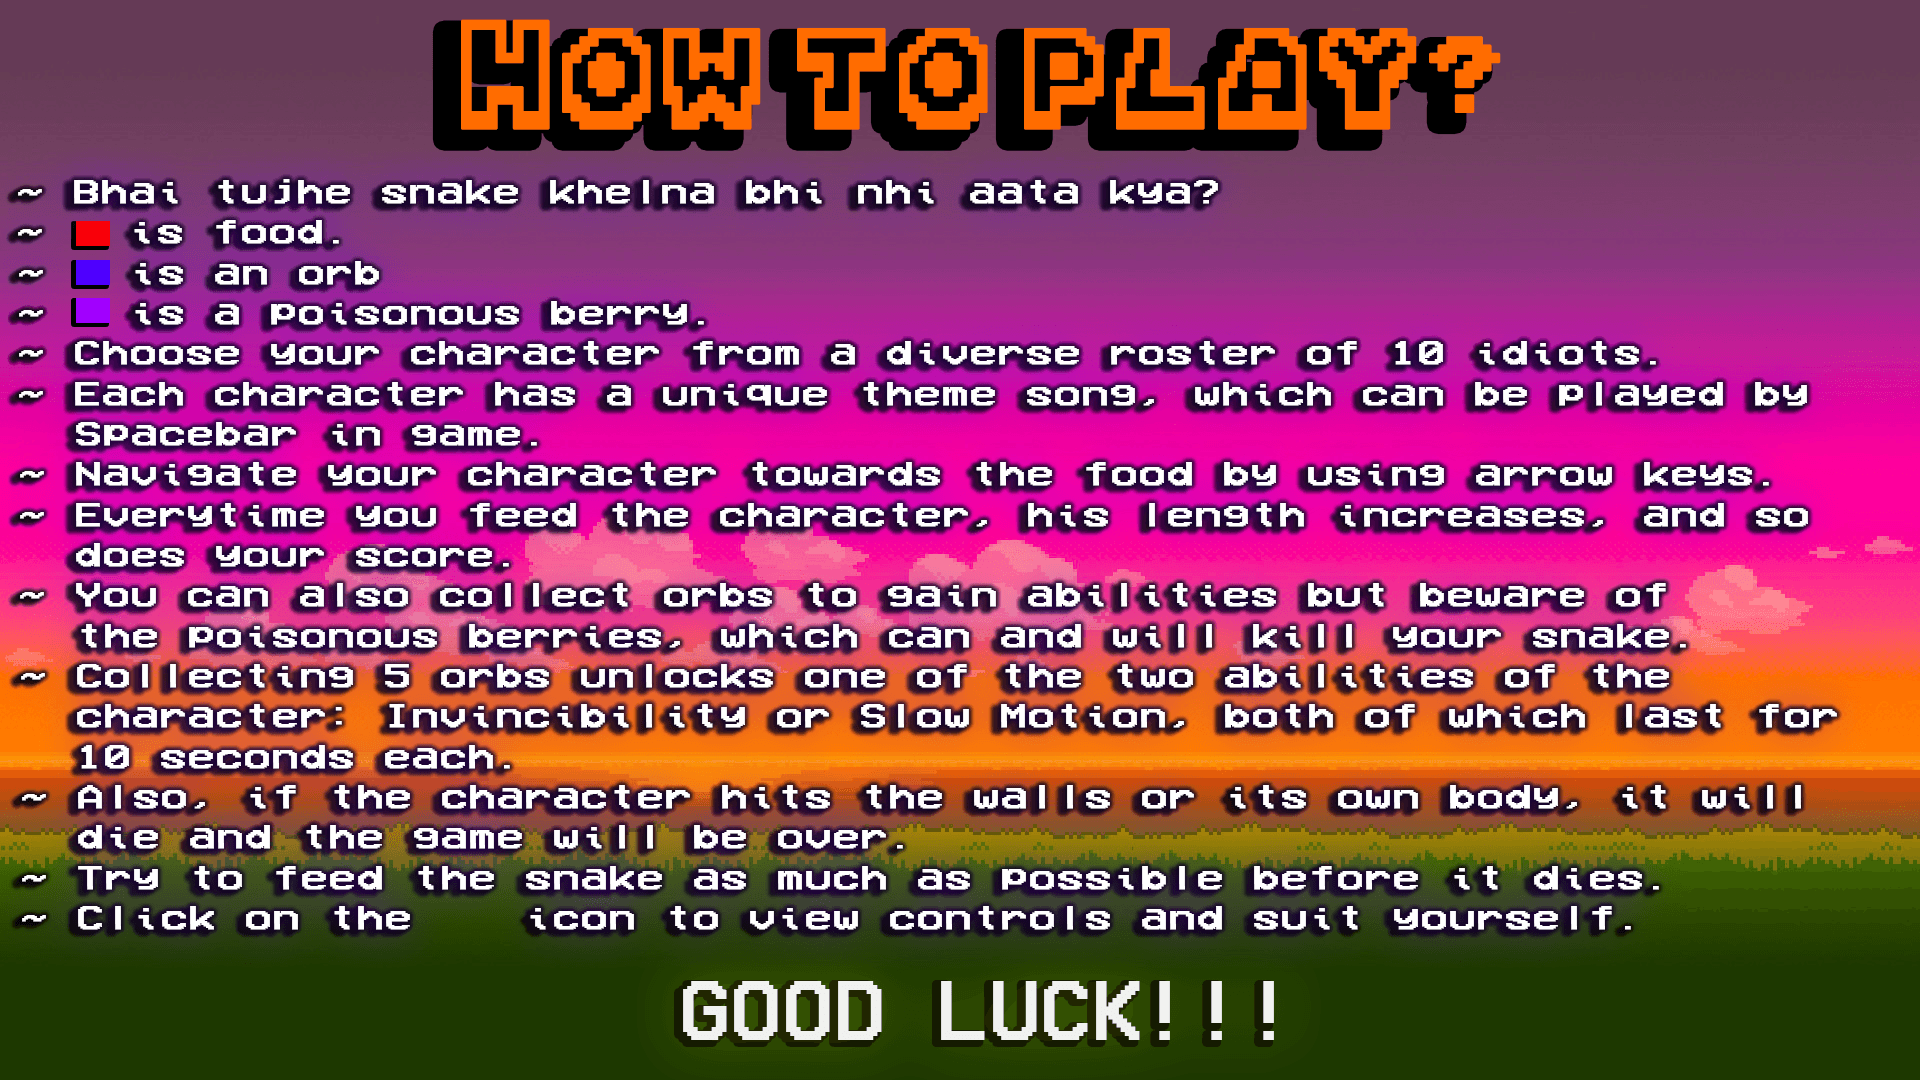 HOW TO PLAY?
~ Bhai tujhe snake khelna bhi nhi aata kya?
~ is food.
~ is an orb
~ is a poisonous berry.
~ Choose your character from a diverse roster of 10 idiots.
~ Each character has a unique theme song, which can be played by
Spacebar in game.
~ Navigate your character towards the food by using arrow keys.
~ Everytime you feed the character, his length increases, and so
does your score.
~ You can also collect orbs to gain abilities but beware of
the poisonous berries, which can and will kill your snake.
~ Collecting 5 orbs unlocks one of the two abilities of the
character: Invincibility or Slow Motion, both of which last for
10 seconds each.
~ Also, if the character hits the walls or its own body, it will
die and the game will be over.
~ Try to feed the snake as much as possible before it dies.
~ Click on the icon to view controls and suit yourself.
GOOD LUCK!!!